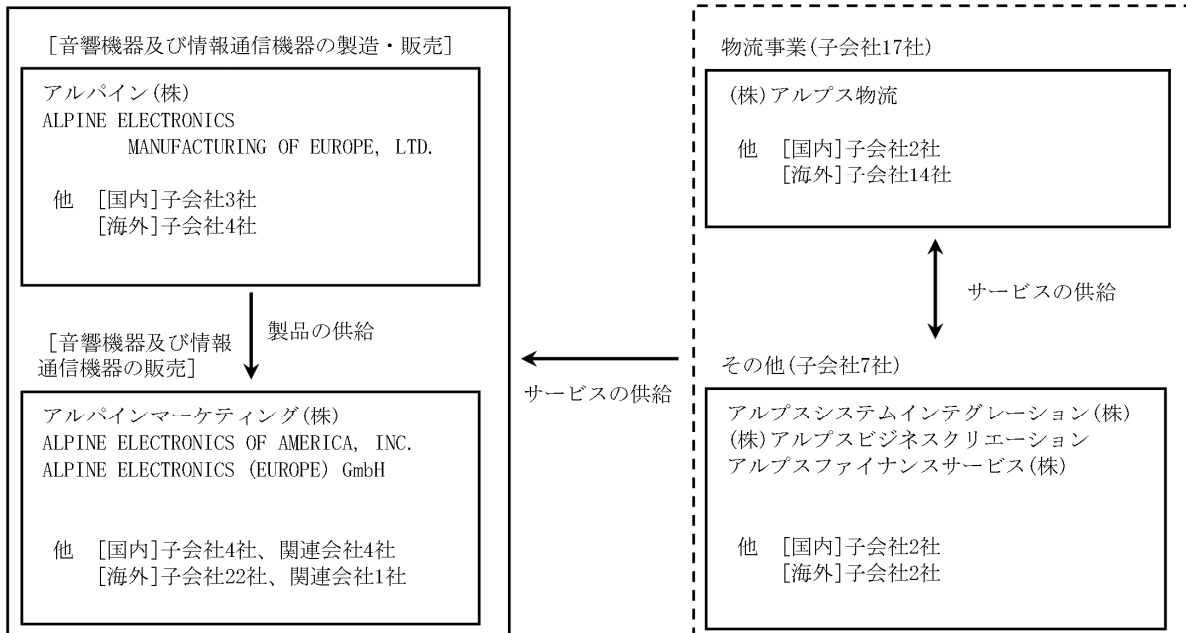 [音響機器及び情報通信機器の製造・販売]
アルパイン(株)
ALPINE ELECTRONICS
MANUFACTURING OF EUROPE, LTD.
他 [国内]子会社3社
[海外]子会社4社
製品の供給
[音響機器及び情報
通信機器の販売]
アルパインマーケティング(株)
ALPINE ELECTRONICS OF AMERICA, INC.
ALPINE ELECTRONICS (EUROPE) GmbH
他 [国内]子会社4社、関連会社4社
[海外]子会社22社、関連会社1社
サービスの供給
物流事業(子会社17社)
(株)アルプス物流
他 [国内]子会社2社
[海外]子会社14社
サービスの供給
その他(子会社7社)
アルプスシステムインテグレーション(株)
(株)アルプスビジネスクリエーション
アルプスファイナンスサービス(株)
他 [国内]子会社2社
[海外]子会社2社